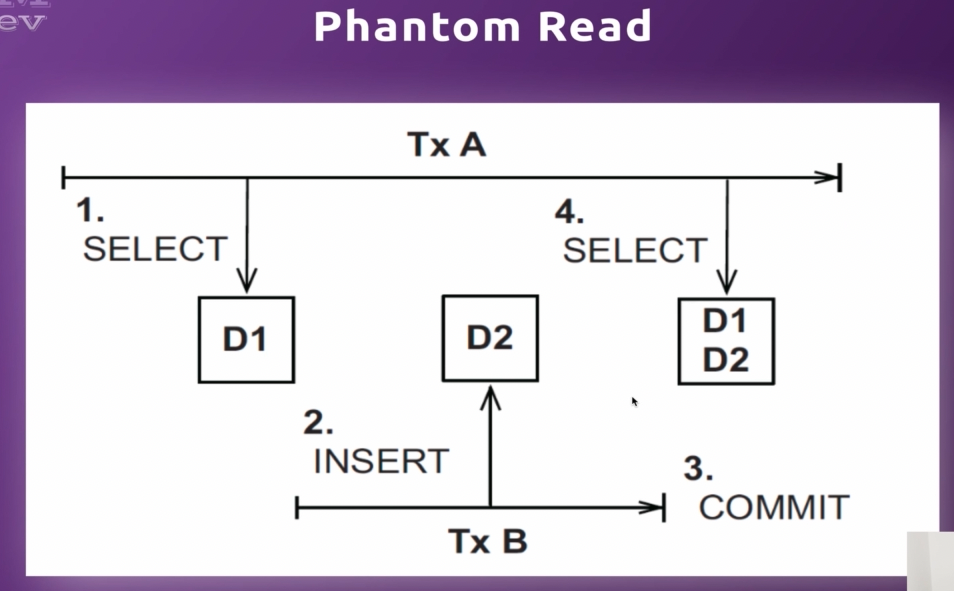 ev
Phantom Read
Tx A
1.
SELECT
4.
SELECT
D1
D2
D1
D2
2.
INSERT
3.
COMMIT
Tx B